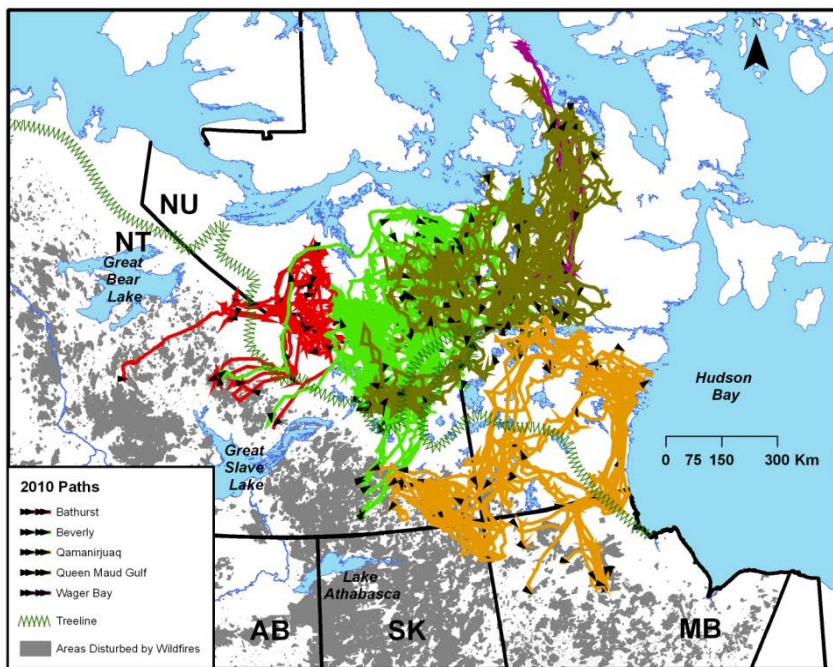 N
NU
NT
Great
Bear
Lake
Hudson
Bay
0 75 150 300 Km
Great
Slave
Lake
2010 Paths
Bathurst
Beverly
Qamanirjuaq
Queen Maud Gulf
Wager Bay
Treeline
Areas Disturbed by Wildfires
Lake
Athabasca
AB
SK
MB